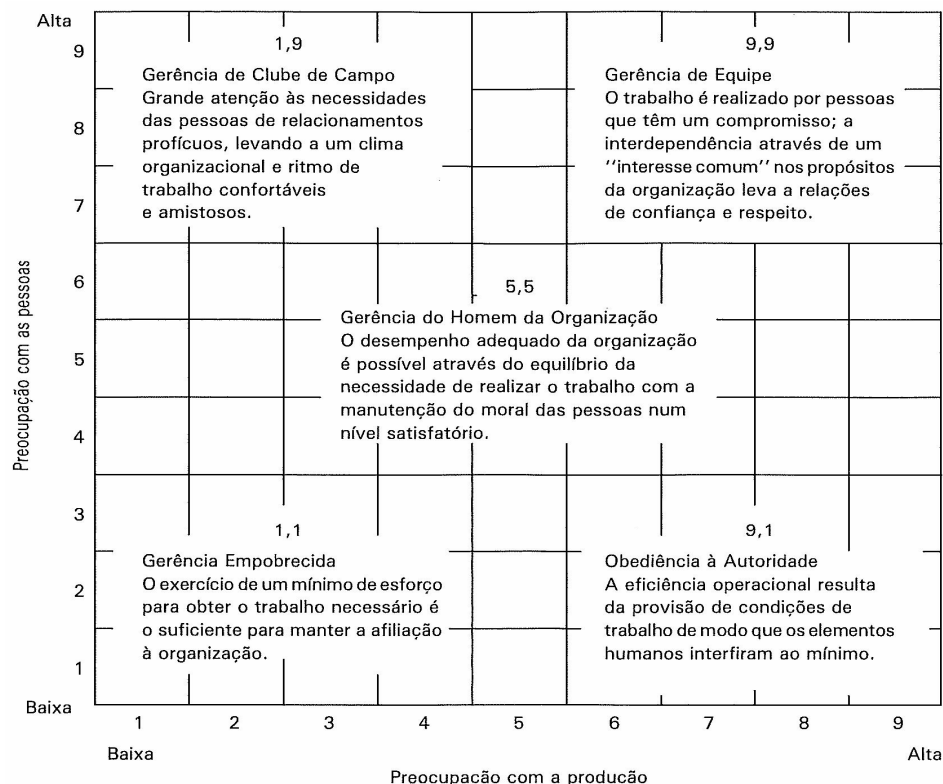 Alta
9
1,9
9,9
Gerência de Clube de Campo
Grande atenção às necessidades
das pessoas de relacionamentos
profícuos, levando a um clima
organizacional e ritmo de
trabalho confortáveis
e amistosos.
Gerência de Equipe
O trabalho é realizado por pessoas
que têm um compromisso; a
interdependência através de um
"interesse comum" nos propósitos
da organização leva a relações
de confiança e respeito.
8
7
Preocupação com as pessoas
6
5,5
Gerência do Homem da Organização
O desempenho adequado da organização
é possível através do equilíbrio da
necessidade de realizar o trabalho com a
manutenção do moral das pessoas num
nível satisfatório.
5
4
3
1,1
9,1
Gerência Empobrecida
O exercício de um mínimo de esforço
para obter o trabalho necessário é
o suficiente para manter a afiliação
à organização.
Obediência à Autoridade
A eficiência operacional resulta
da provisão de condições de
trabalho de modo que os elementos
humanos interfiram ao mínimo.
2
1
Baixa
1 2 3 4 5 6 7 8 9
Baixa Alta
Preocupação com a produção